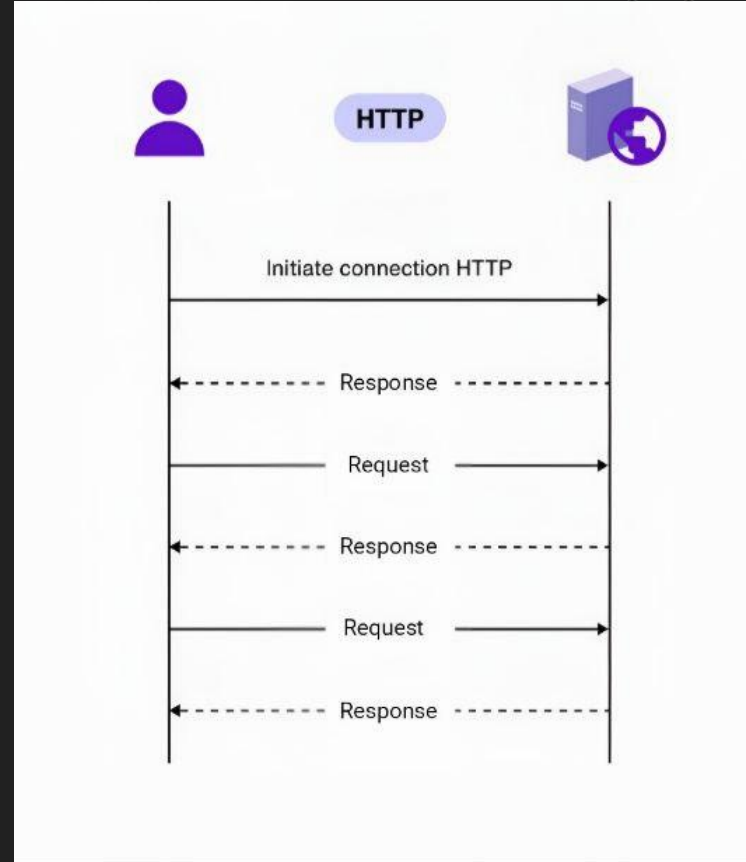 HTTP
Initiate connection HTTP
Response
Request
Response
Request
Response